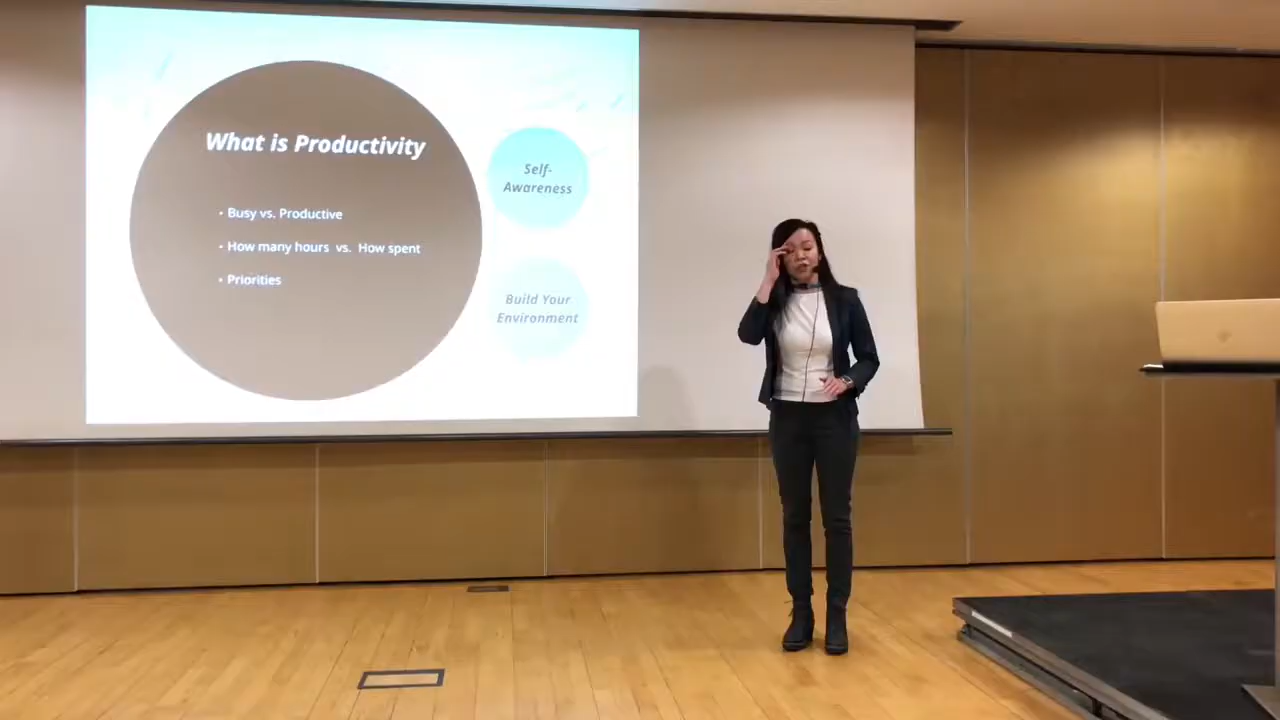 What is Productivity
• Busy vs. Productive
• How many hours vs. How spent
• Priorities
Self-
Awareness
Build Your
Environment